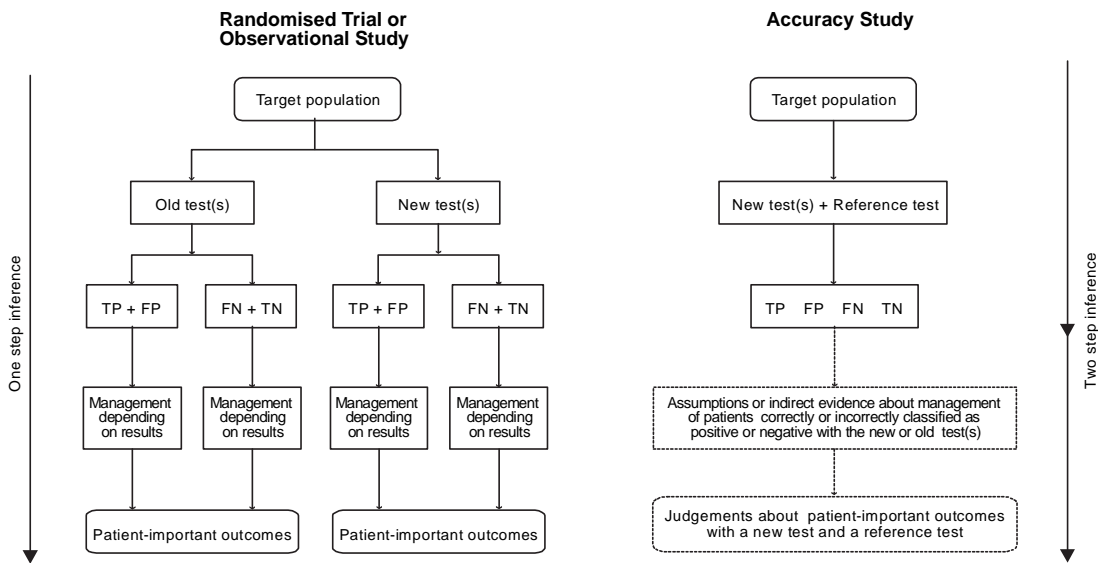 Randomised Trial or
Observational Study
One step inference
Target population
Old test(s)
New test(s)
TP + FP
FN + TN
TP + FP
FN + TN
Management
depending
on results
Management
depending
on results
Management
depending
on results
Management
depending
on results
Patient-important outcomes
Patient-important outcomes
Accuracy Study
Target population
New test(s) + Reference test
TP FP FN TN
Assumptions or indirect evidence about management
of patients correctly or incorrectly classified as
positive or negative with the new or old test(s)
Judgements about patient-important outcomes
with a new test and a reference test
Two step inference